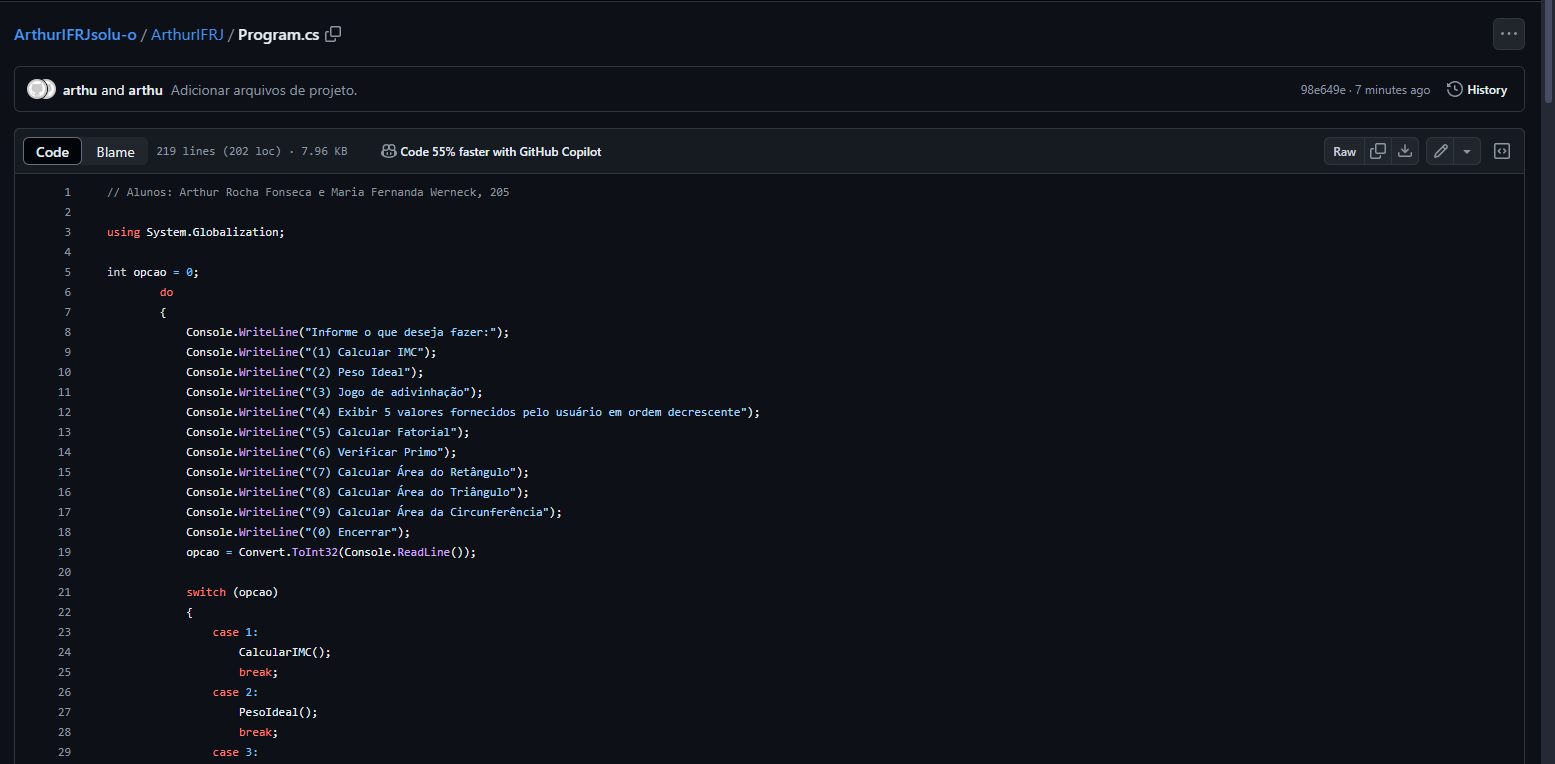 ArthurIFRJsolu-o / ArthurIFRJ / Program.cs
arthu and arthu Adicionar arquivos de projeto.
98e649e · 7 minutes ago History
Code Blame 219 lines (202 loc) · 7.96 KB Code 55% faster with GitHub Copilot Raw
1 // Alunos: Arthur Rocha Fonseca e Maria Fernanda Werneck, 205
2
3 using System.Globalization;
4
5 int opcao = 0;
6 do
7 {
8 Console.WriteLine("Informe o que deseja fazer:");
9 Console.WriteLine("(1) Calcular IMC");
10 Console.WriteLine("(2) Peso Ideal");
11 Console.WriteLine("(3) Jogo de adivinhação");
12 Console.WriteLine("(4) Exibir 5 valores fornecidos pelo usuário em ordem decrescente");
13 Console.WriteLine("(5) Calcular Fatorial");
14 Console.WriteLine("(6) Verificar Primo");
15 Console.WriteLine("(7) Calcular Área do Retângulo");
16 Console.WriteLine("(8) Calcular Área do Triângulo");
17 Console.WriteLine("(9) Calcular Área da Circunferência");
18 Console.WriteLine("(0) Encerrar");
19 opcao = Convert.ToInt32(Console.ReadLine());
20
21 switch (opcao)
22 {
23 case 1:
24 CalcularIMC();
25 break;
26 case 2:
27 PesoIdeal();
28 break;
29 case 3: